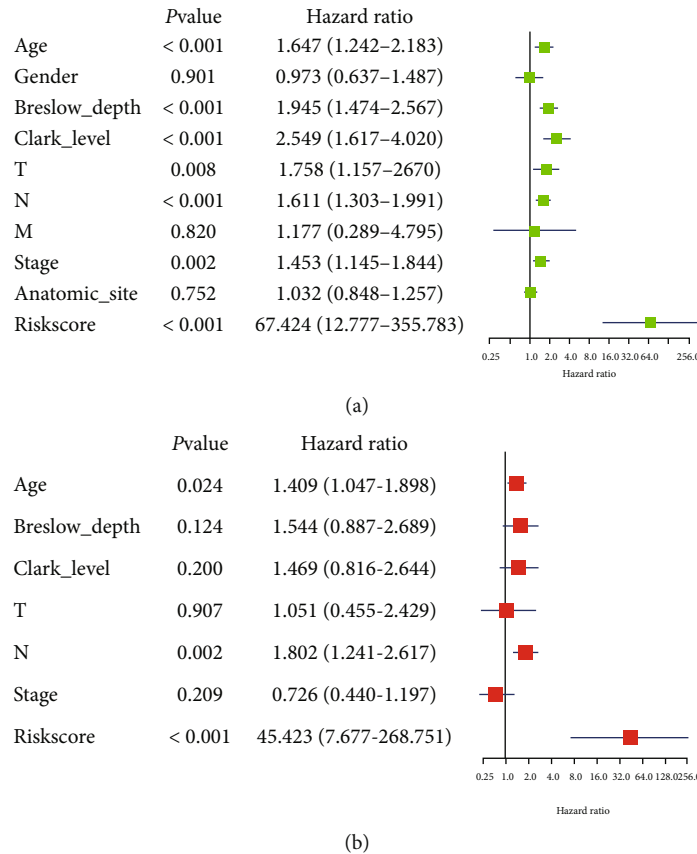 Pvalue Hazard ratio
Age < 0.001 1.647 (1.242–2.183)
Gender 0.901 0.973 (0.637–1.487)
Breslow_depth < 0.001 1.945 (1.474–2.567)
Clark_level < 0.001 2.549 (1.617–4.020)
T 0.008 1.758 (1.157–2670)
N < 0.001 1.611 (1.303–1.991)
M 0.820 1.177 (0.289–4.795)
Stage 0.002 1.453 (1.145–1.844)
Anatomic_site 0.752 1.032 (0.848–1.257)
Riskscore < 0.001 67.424 (12.777–355.783)
0.25 1.0 2.0 4.0 8.0 16.0 32.0 64.0 256.0
Hazard ratio
(a)
Pvalue Hazard ratio
Age 0.024 1.409 (1.047-1.898)
Breslow_depth 0.124 1.544 (0.887-2.689)
Clark_level 0.200 1.469 (0.816-2.644)
T 0.907 1.051 (0.455-2.429)
N 0.002 1.802 (1.241-2.617)
Stage 0.209 0.726 (0.440-1.197)
Riskscore < 0.001 45.423 (7.677-268.751)
0.25 1.0 2.0 4.0 8.0 16.0 32.0 64.0 128.0 256.0
Hazard ratio
(b)